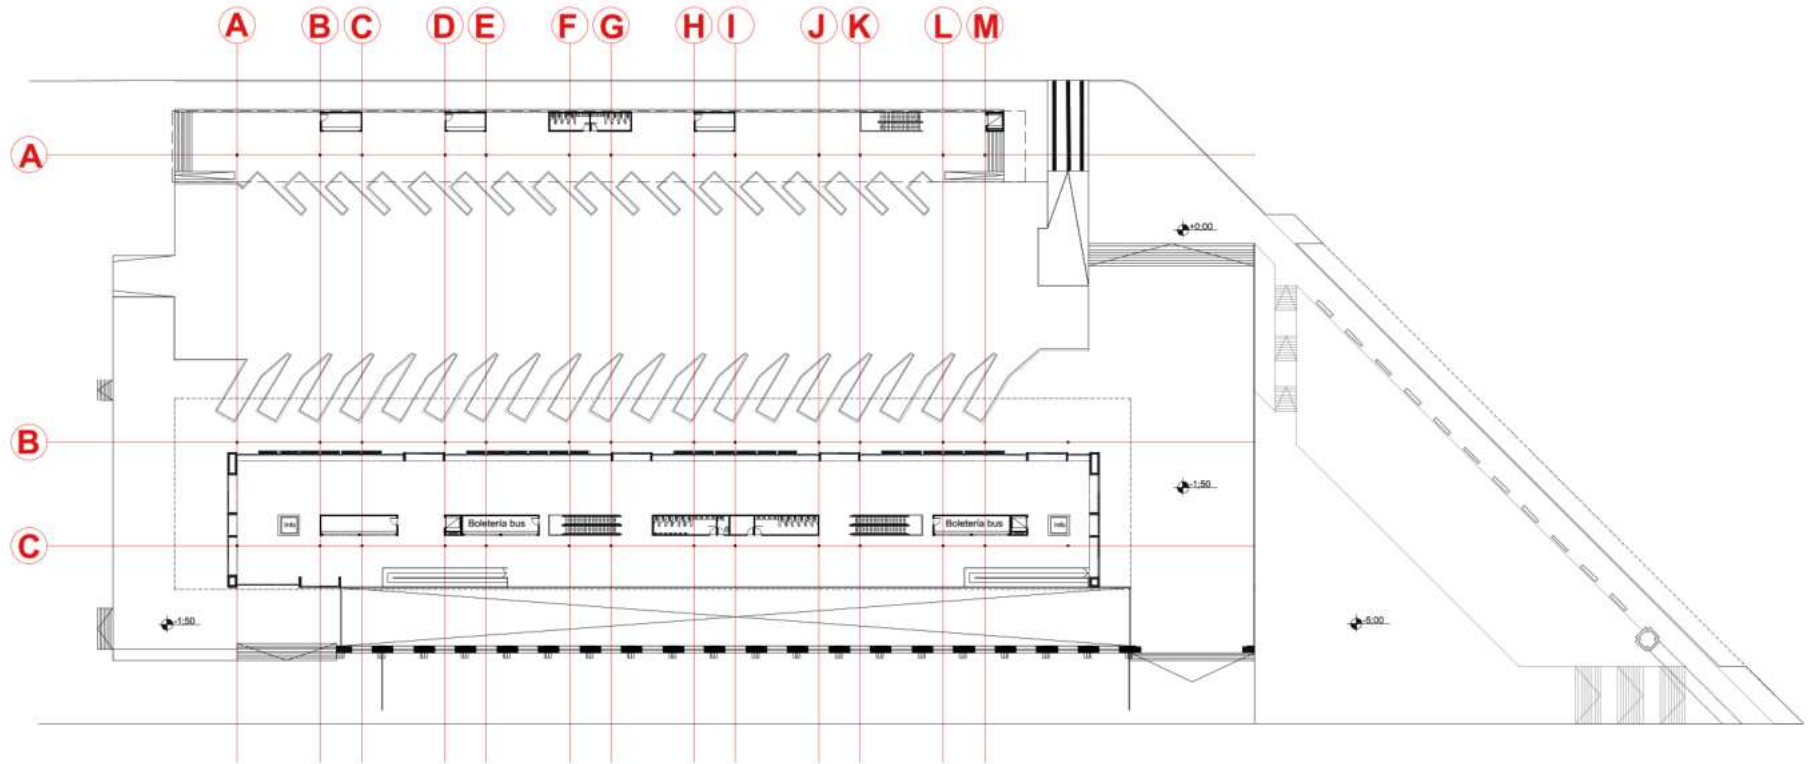 A B C D E F G H I J K L M
A
+0:00
B
-1:50
Info
Boletería bus
Boletería bus
Info
C
-1:50
-5:00